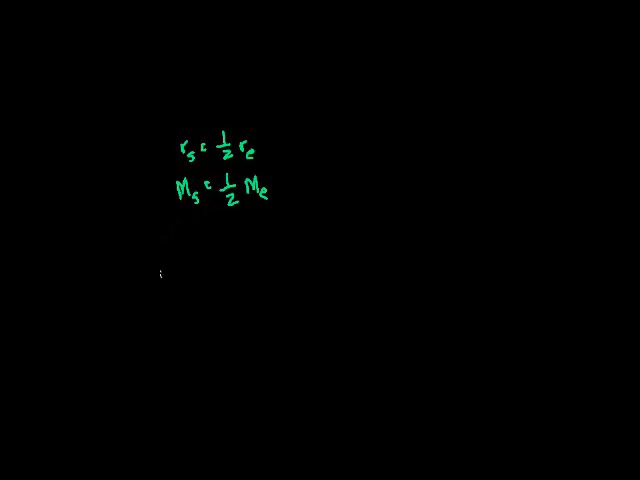 r_s = 1/2 r_e
M_s = 1/2 M_e